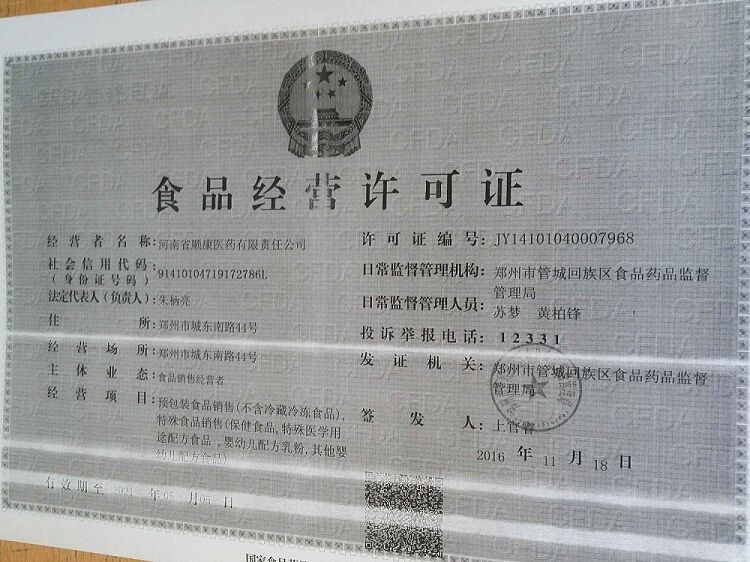 食品经营许可证
经营者名称：河南省顺康医药有限责任公司
社会信用代码：
（身份证号码）914101047191727​86L
法定代表人（负责人）：朱柄亮
住所：郑州市城东南路44号
经营场所：郑州市城东南路44号
主体业态：食品销售经营者
经营项目：预包装食品销售(不含冷藏冷冻食品)，
特殊食品销售(保健食品，特殊医学用
途配方食品，婴幼儿配方乳粉，其他婴
幼儿配方食品)
有效期至 2021 年 05 月 05 日
许可证编号：JY14101040007968
日常监督管理机构：郑州市管城回族区食品药品监督
管理局
日常监督管理人员：苏梦 黄柏锋
投诉举报电话：12331
发证机关：郑州市管城回族区食品药品监督
管理局
签发人：上官睿
2016 年 11 月 18 日